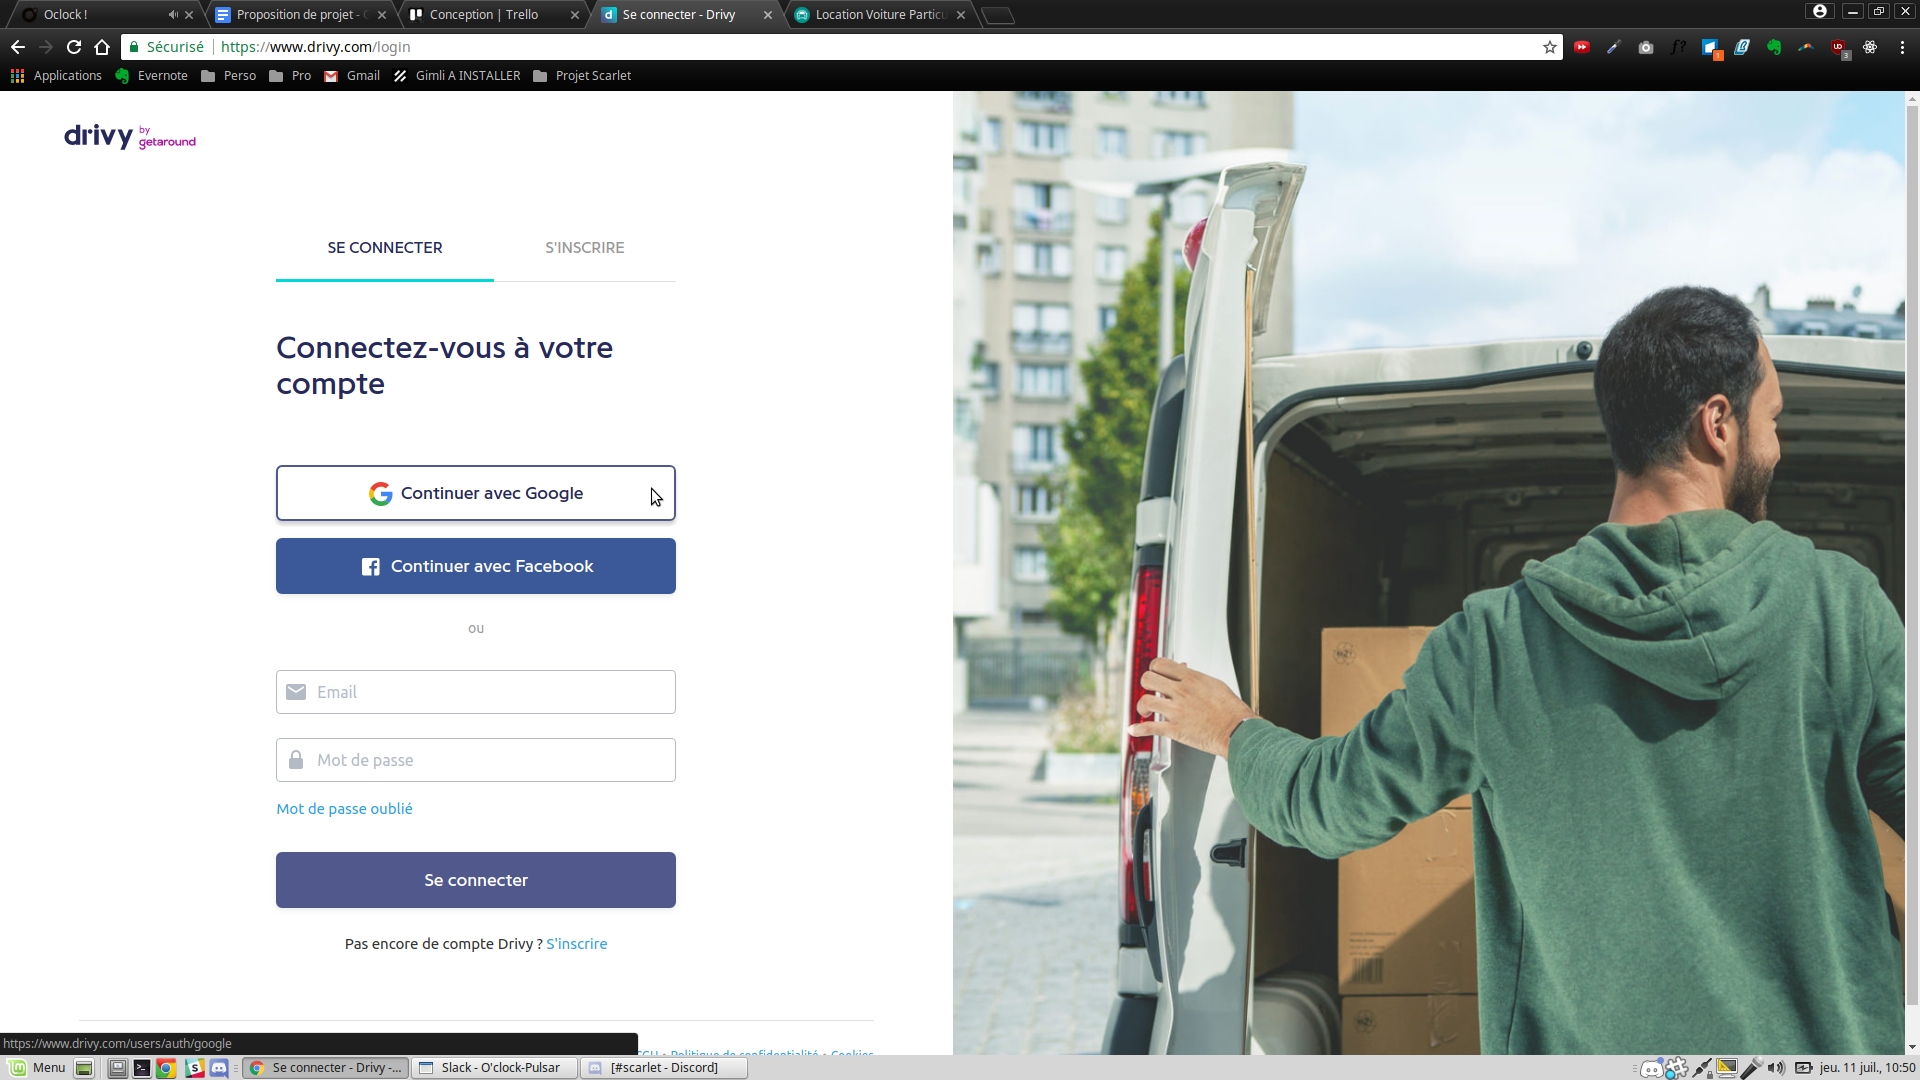 Oclock !
Proposition de projet -
Conception | Trello
Se connecter - Drivy
Location Voiture Particu
Sécurisé
https://www.drivy.com/login
Applications
Evernote
Perso
Pro
Gmail
Gimli A INSTALLER
Projet Scarlet
drivy by getaround
SE CONNECTER
S'INSCRIRE
Connectez-vous à votre
compte
Continuer avec Google
Continuer avec Facebook
ou
Email
Mot de passe
Mot de passe oublié
Se connecter
Pas encore de compte Drivy ? S'inscrire
https://www.drivy.com/users/auth/google
CGU • Politique de confidentialité • Cookies
Menu
Se connecter - Drivy -...
Slack - O'clock-Pulsar
[#scarlet - Discord]
jeu. 11 juil., 10:50